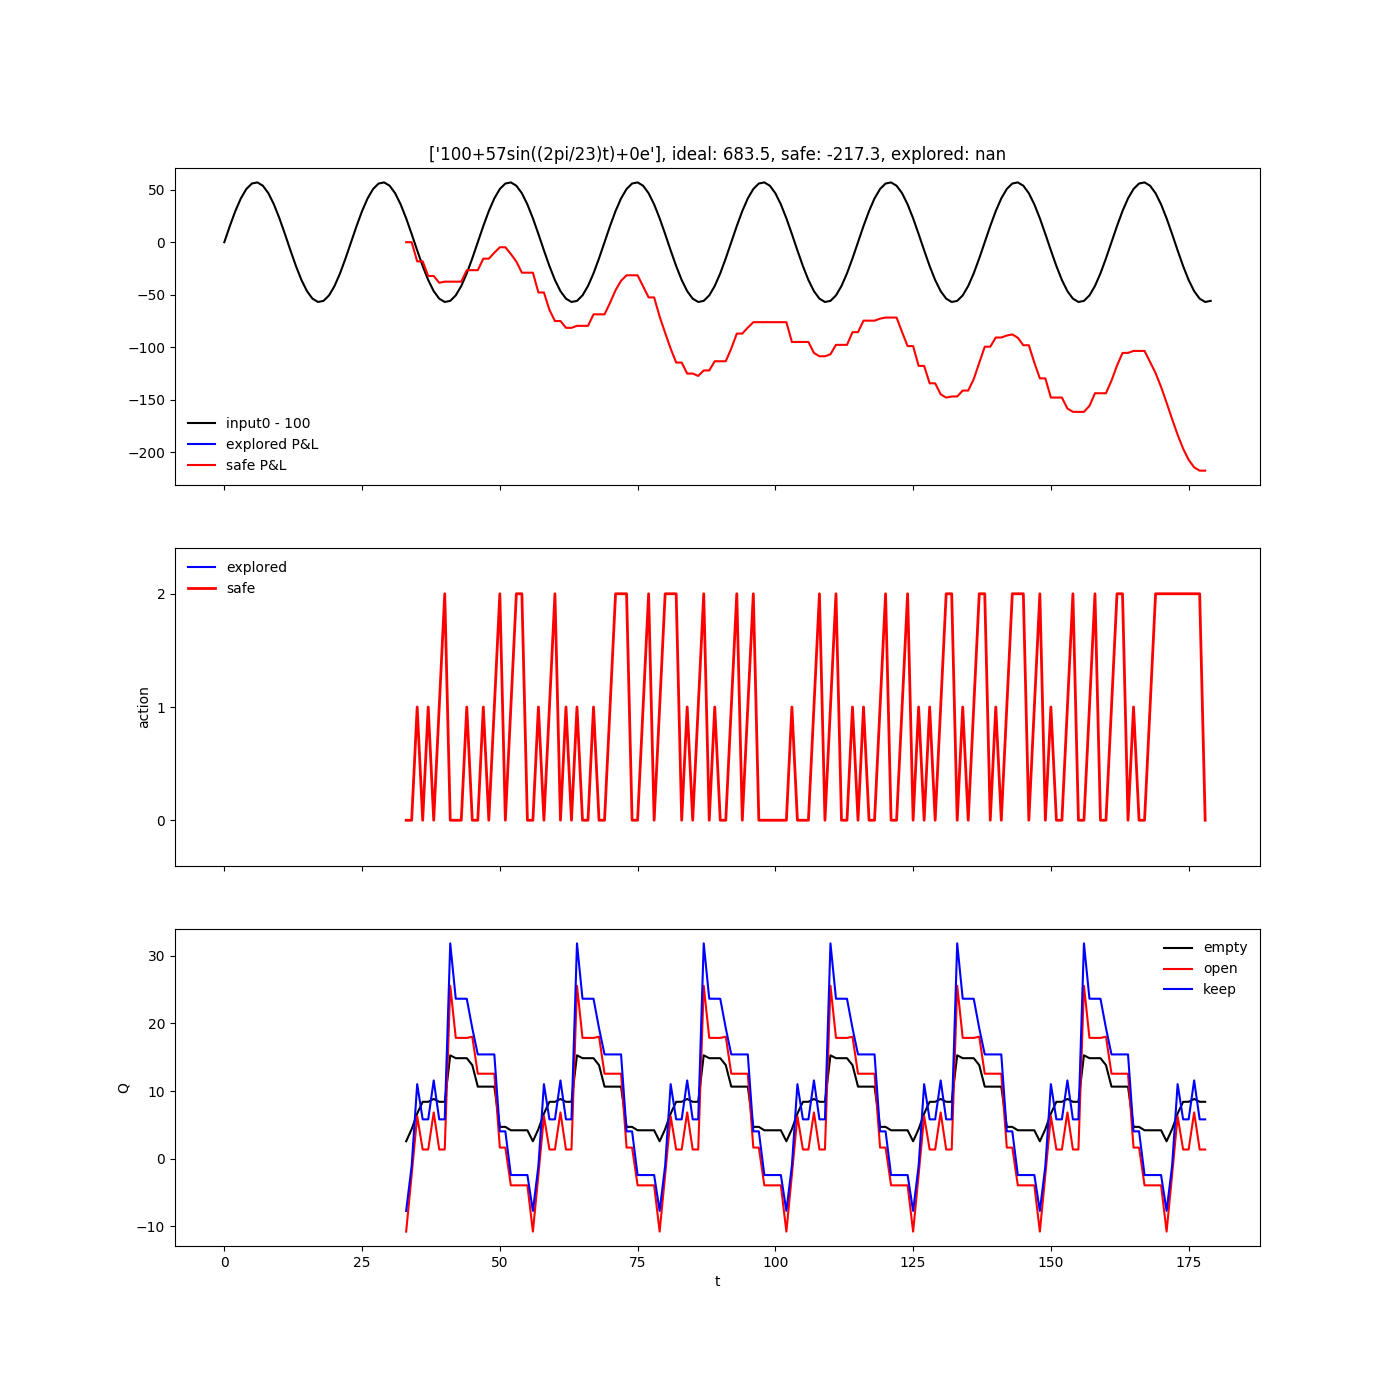 ['100+57sin((2pi/23)t)+0e'], ideal: 683.5, safe: -217.3, explored: nan
50
0
−50
−100
−150
−200
input0 - 100
explored P&L
safe P&L
explored
safe
2
1
0
action
empty
open
keep
30
20
10
0
−10
Q
0 25 50 75 100 125 150 175
t